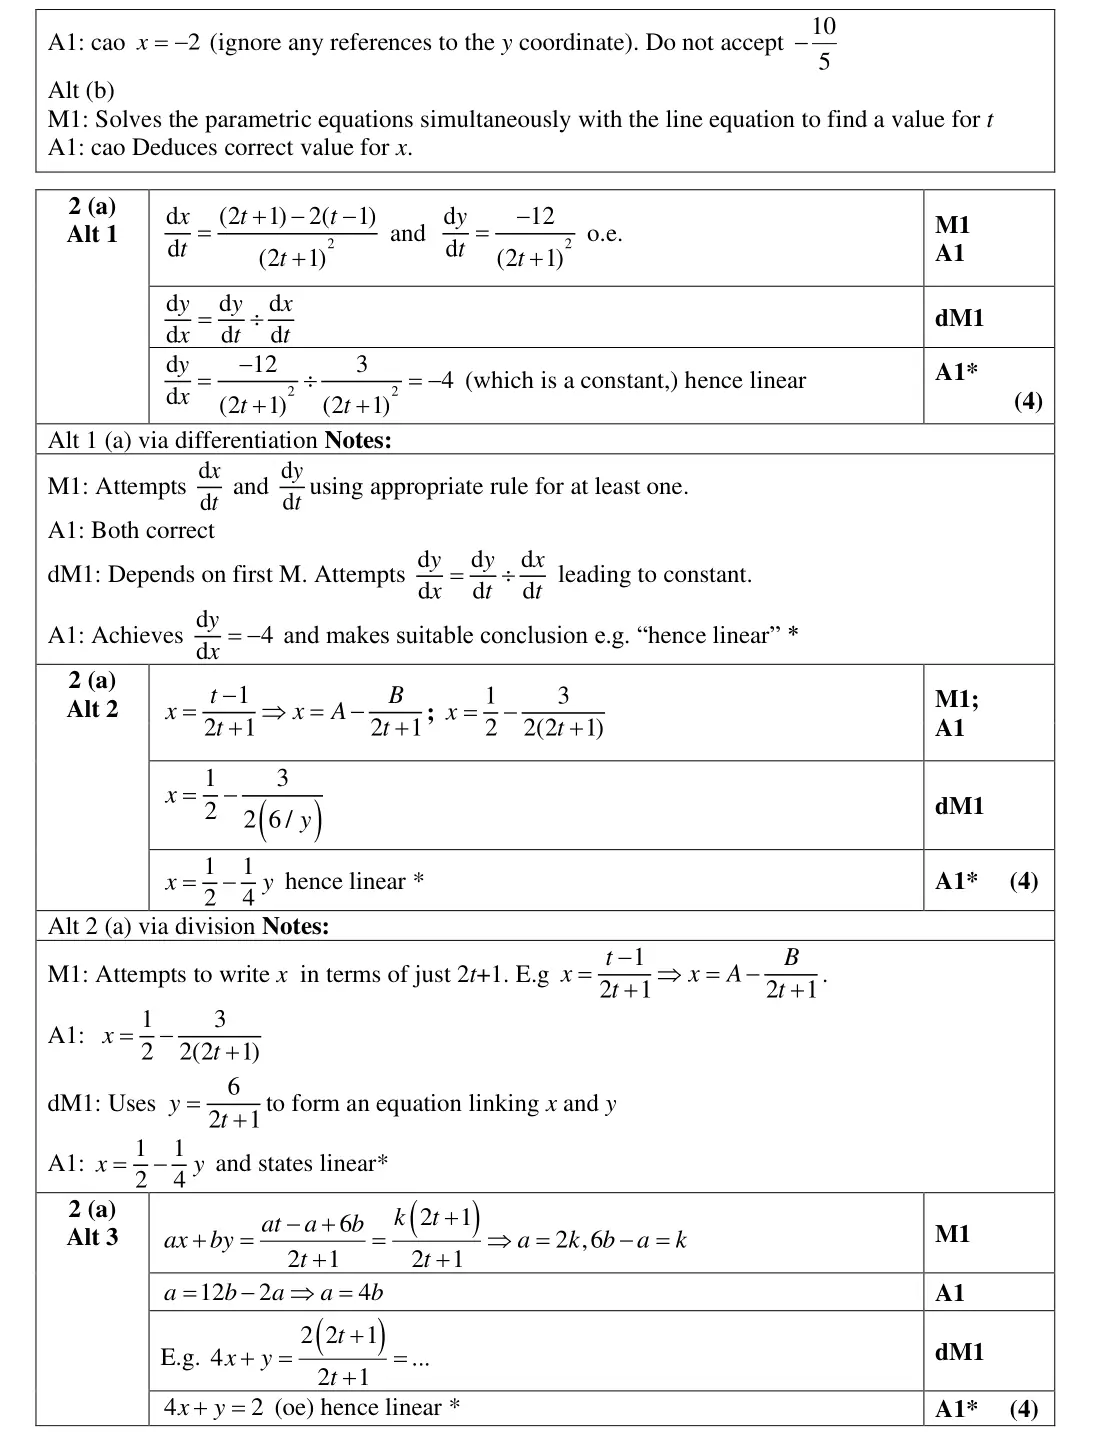 A1: cao x = −2 (ignore any references to the y coordinate). Do not accept −10/5
Alt (b)
M1: Solves the parametric equations simultaneously with the line equation to find a value for t
A1: cao Deduces correct value for x.
2 (a)
Alt 1
dx/dt = ((2t+1)−2(t−1))/(2t+1)² and dy/dt = −12/(2t+1)² o.e.
M1
A1
dy/dx = dy/dt ÷ dx/dt
dM1
dy/dx = −12/(2t+1)² ÷ 3/(2t+1)² = −4 (which is a constant,) hence linear
A1*
(4)
Alt 1 (a) via differentiation Notes:
M1: Attempts dx/dt and dy/dt using appropriate rule for at least one.
A1: Both correct
dM1: Depends on first M. Attempts dy/dx = dy/dt ÷ dx/dt leading to constant.
A1: Achieves dy/dx = −4 and makes suitable conclusion e.g. “hence linear” *
2 (a)
Alt 2
x = (t−1)/(2t+1) ⇒ x = A − B/(2t+1); x = 1/2 − 3/(2(2t+1))
M1;
A1
x = 1/2 − 3/(2(6/y))
dM1
x = 1/2 − 1/4 y hence linear *
A1* (4)
Alt 2 (a) via division Notes:
M1: Attempts to write x in terms of just 2t+1. E.g x = (t−1)/(2t+1) ⇒ x = A − B/(2t+1).
A1: x = 1/2 − 3/(2(2t+1))
dM1: Uses y = 6/(2t+1) to form an equation linking x and y
A1: x = 1/2 − 1/4 y and states linear*
2 (a)
Alt 3
ax + by = (at − a + 6b)/(2t+1) = k(2t+1)/(2t+1) ⇒ a = 2k, 6b − a = k
M1
a = 12b − 2a ⇒ a = 4b
A1
E.g. 4x + y = 2(2t+1)/(2t+1) = ...
dM1
4x + y = 2 (oe) hence linear *
A1* (4)